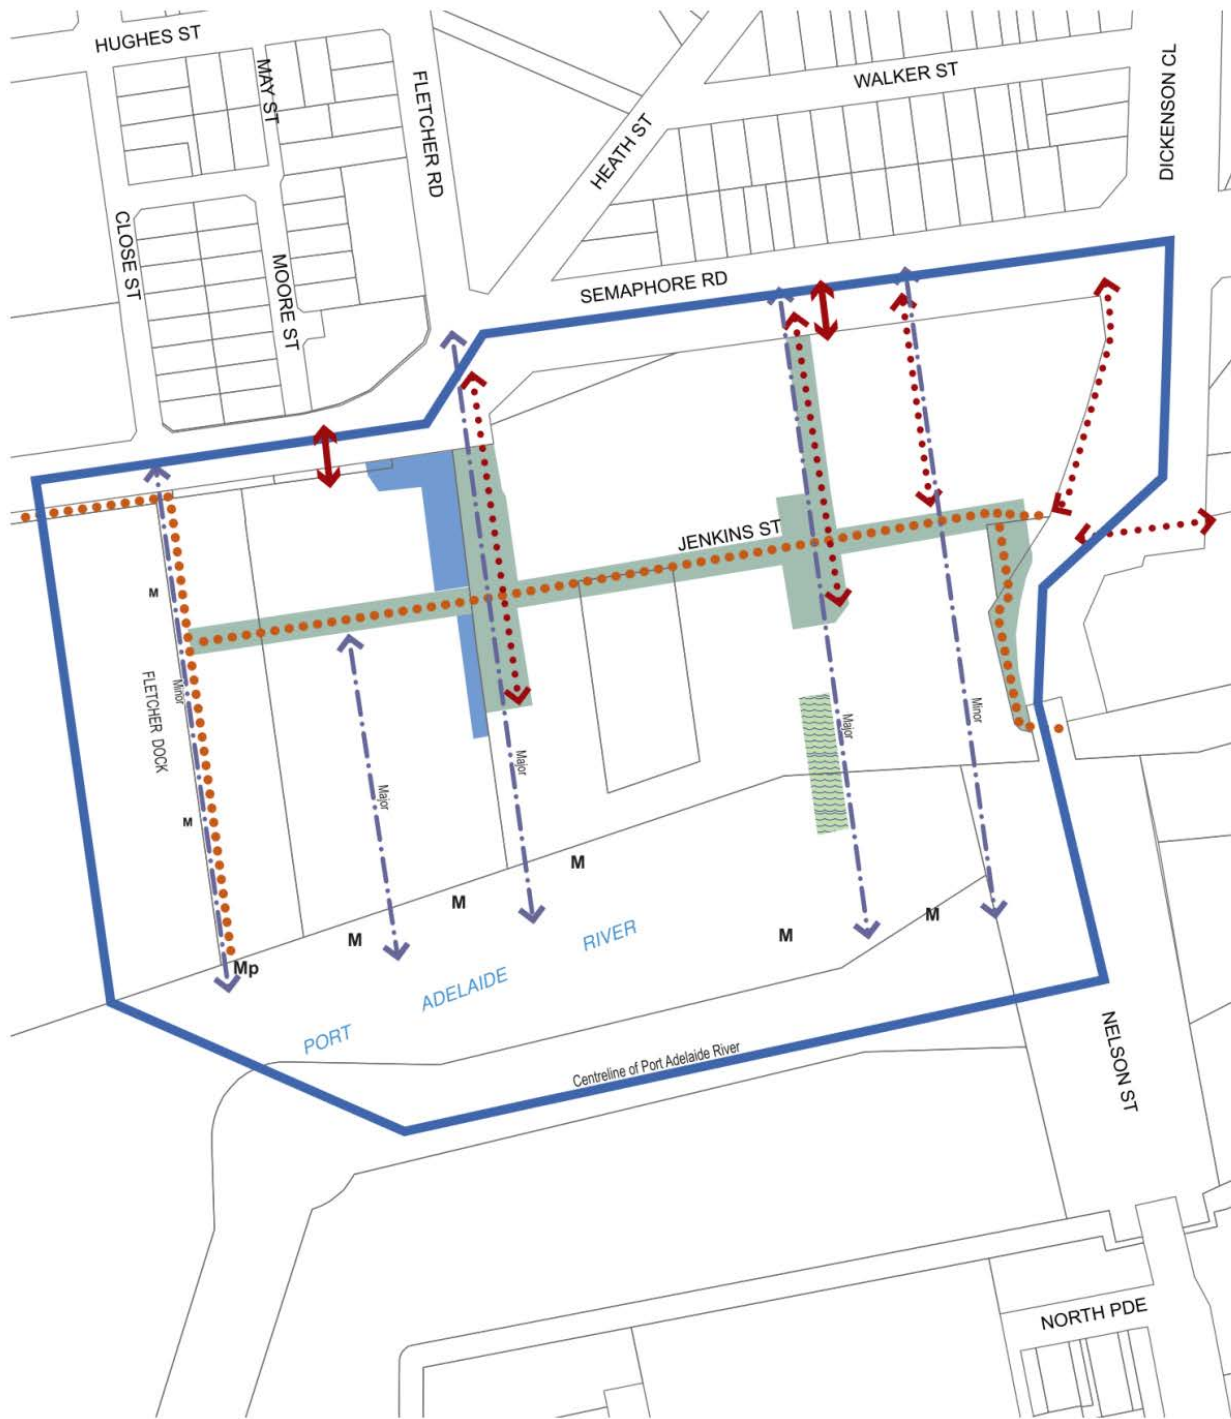 HUGHES ST
MAY ST
FLETCHER RD
HEATH ST
WALKER ST
DICKENSON CL
CLOSE ST
MOORE ST
SEMAPHORE RD
JENKINS ST
M
FLETCHER DOCK
Minor
Minor
Major
Major
Major
M
M
M
M
M
M
Mp
PORT
ADELAIDE
RIVER
Centreline of Port Adelaide River
NELSON ST
NORTH PDE